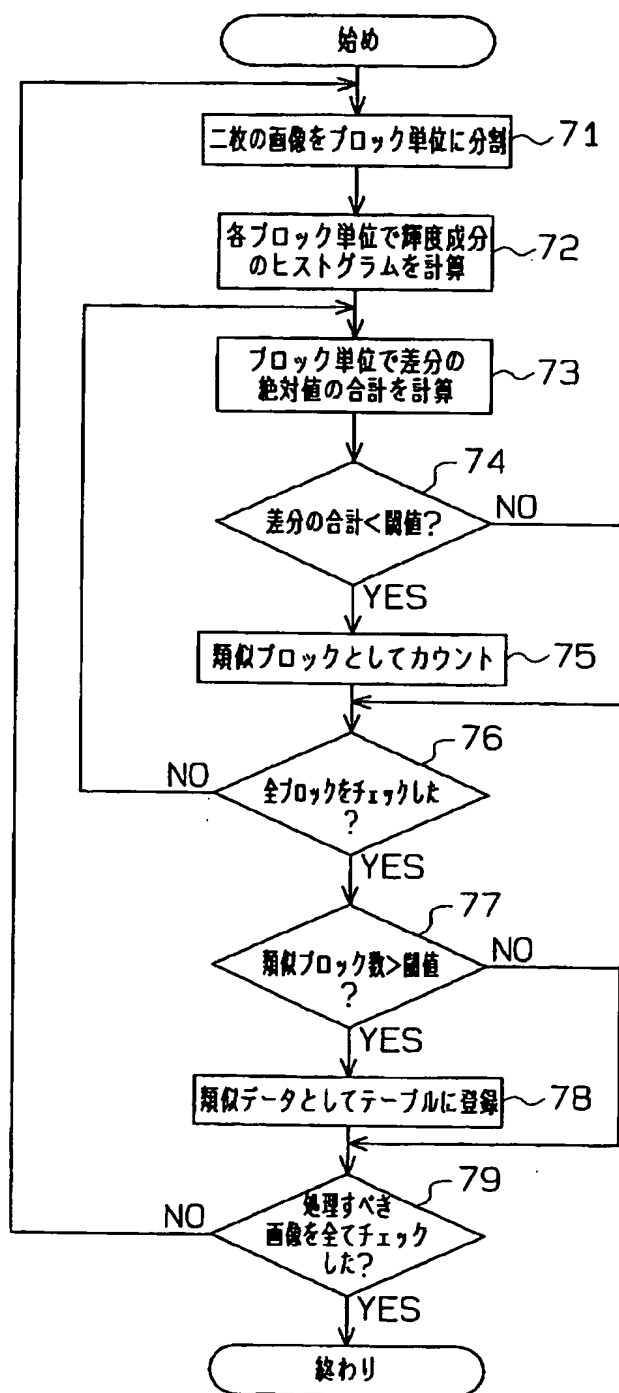 始め
二枚の画像をブロック単位に分割
71
各ブロック単位で輝度成分
のヒストグラムを計算
72
ブロック単位で差分の
絶対値の合計を計算
73
74
差分の合計<閾値?
NO
YES
類似ブロックとしてカウント
75
76
NO
全ブロックをチェックした
?
YES
77
類似ブロック数>閾値
?
NO
YES
類似データとしてテーブルに登録
78
79
NO
処理すべき
画像を全てチェック
した?
YES
終わり